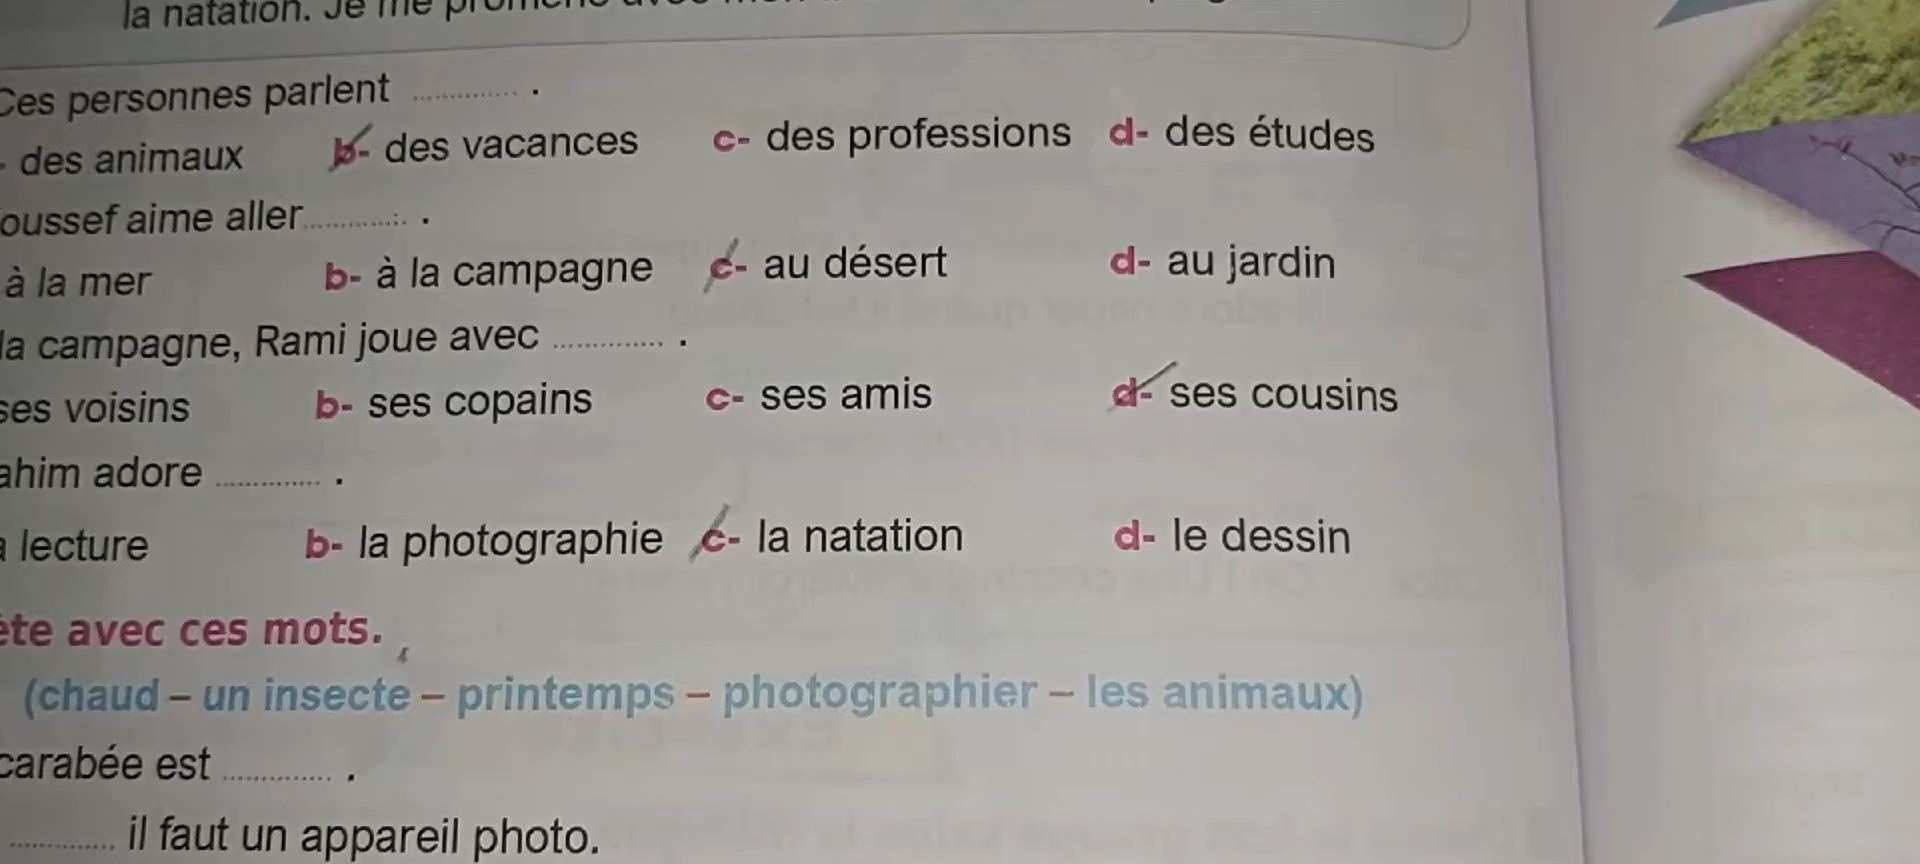 la natation. Je me
Ces personnes parlent ............. .
- des animaux b- des vacances c- des professions d- des études
oussef aime aller ............. .
à la mer b- à la campagne c- au désert d- au jardin
la campagne, Rami joue avec ............. .
ses voisins b- ses copains c- ses amis d- ses cousins
ahim adore ............. .
a lecture b- la photographie c- la natation d- le dessin
ète avec ces mots.
(chaud – un insecte – printemps – photographier – les animaux)
carabée est ............. .
............. il faut un appareil photo.